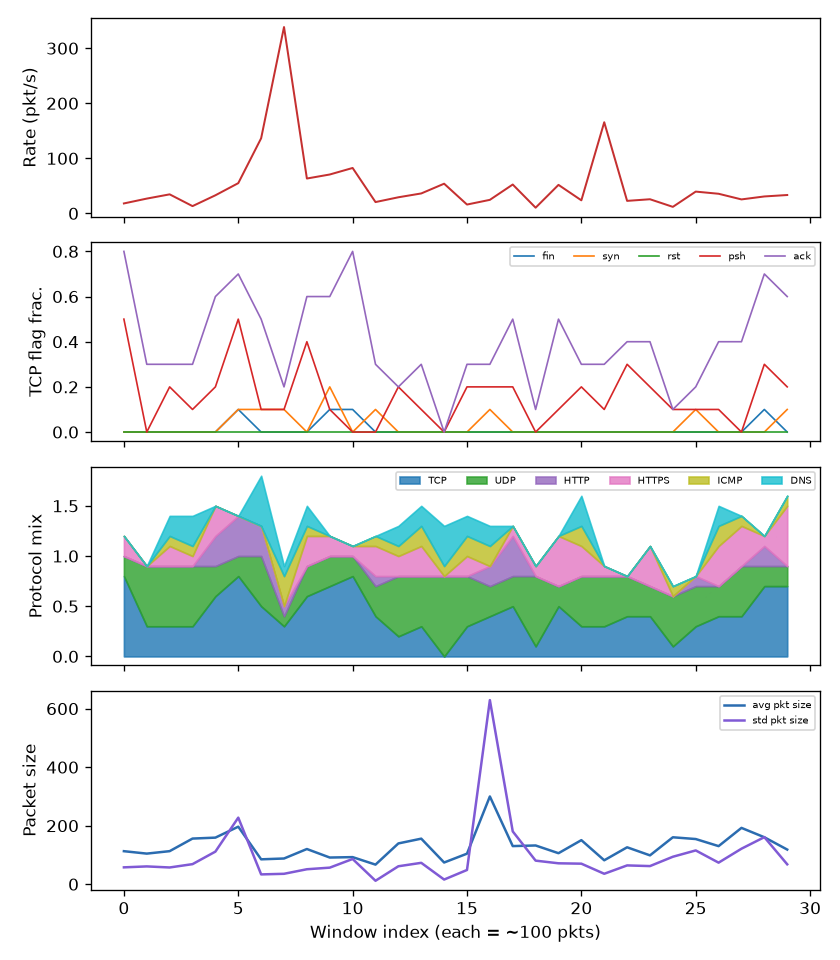 Rate (pkt/s)
300
200
100
0
TCP flag frac.
0.8
0.6
0.4
0.2
0.0
fin syn rst psh ack
Protocol mix
1.5
1.0
0.5
0.0
TCP UDP HTTP HTTPS ICMP DNS
Packet size
600
400
200
0
avg pkt size
std pkt size
0 5 10 15 20 25 30
Window index (each = ~100 pkts)